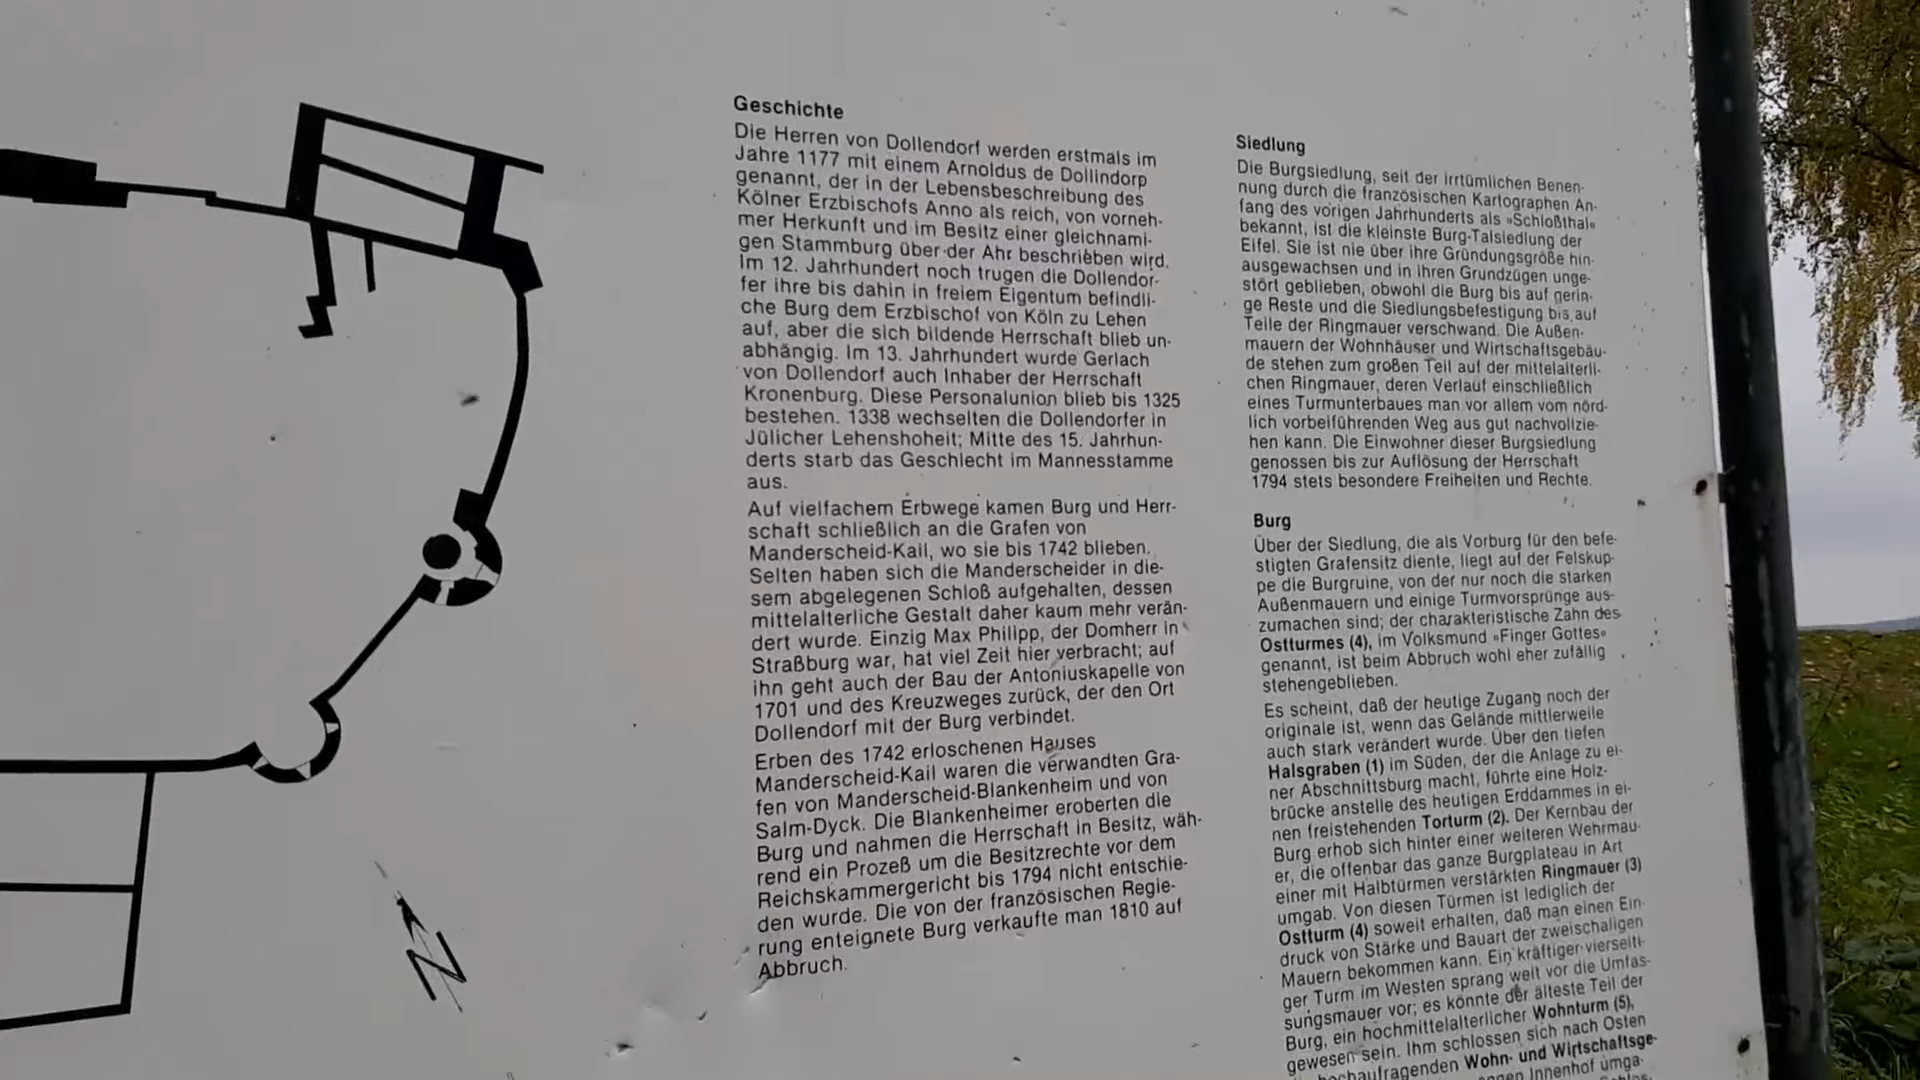 Geschichte
Die Herren von Dollendorf werden erstmals im
Jahre 1177 mit einem Arnoldus de Dollindorp
genannt, der in der Lebensbeschreibung des
Kölner Erzbischofs Anno als reich, von vorneh-
mer Herkunft und im Besitz einer gleichnami-
gen Stammburg über der Ahr beschrieben wird.
Im 12. Jahrhundert noch trugen die Dollendor-
fer ihre bis dahin in freiem Eigentum befindli-
che Burg dem Erzbischof von Köln zu Lehen
auf, aber die sich bildende Herrschaft blieb un-
abhängig. Im 13. Jahrhundert wurde Gerlach
von Dollendorf auch Inhaber der Herrschaft
Kronenburg. Diese Personalunion blieb bis 1325
bestehen. 1338 wechselten die Dollendorfer in
Jülicher Lehenshoheit; Mitte des 15. Jahrhun-
derts starb das Geschlecht im Mannesstamme
aus.
Auf vielfachem Erbwege kamen Burg und Herr-
schaft schließlich an die Grafen von
Manderscheid-Kail, wo sie bis 1742 blieben.
Selten haben sich die Manderscheider in die-
sem abgelegenen Schloß aufgehalten, dessen
mittelalterliche Gestalt daher kaum mehr verän-
dert wurde. Einzig Max Philipp, der Domherr in
Straßburg war, hat viel Zeit hier verbracht; auf
ihn geht auch der Bau der Antoniuskapelle von
1701 und des Kreuzweges zurück, der den Ort
Dollendorf mit der Burg verbindet.
Erben des 1742 erloschenen Hauses
Manderscheid-Kail waren die verwandten Gra-
fen von Manderscheid-Blankenheim und von
Salm-Dyck. Die Blankenheimer eroberten die
Burg und nahmen die Herrschaft in Besitz, wäh-
rend ein Prozeß um die Besitzrechte vor dem
Reichskammergericht bis 1794 nicht entschie-
den wurde. Die von der französischen Regie-
rung enteignete Burg verkaufte man 1810 auf
Abbruch.
Siedlung
Die Burgsiedlung, seit der irrtümlichen Benen-
nung durch die französischen Kartographen An-
fang des vorigen Jahrhunderts als »Schloßthal«
bekannt, ist die kleinste Burg-Talsiedlung der
Eifel. Sie ist nie über ihre Gründungsgröße hin-
ausgewachsen und in ihren Grundzügen unge-
stört geblieben, obwohl die Burg bis auf gerin-
ge Reste und die Siedlungsbefestigung bis auf
Teile der Ringmauer verschwand. Die Außen-
mauern der Wohnhäuser und Wirtschaftsgebäu-
de stehen zum großen Teil auf der mittelalterli-
chen Ringmauer, deren Verlauf einschließlich
eines Turmunterbaues man vor allem vom nörd-
lich vorbeiführenden Weg aus gut nachvollzie-
hen kann. Die Einwohner dieser Burgsiedlung
genossen bis zur Auflösung der Herrschaft
1794 stets besondere Freiheiten und Rechte.
Burg
Über der Siedlung, die als Vorburg für den befe-
stigten Grafensitz diente, liegt auf der Felskup-
pe die Burgruine, von der nur noch die starken
Außenmauern und einige Turmvorsprünge aus-
zumachen sind; der charakteristische Zahn des
Ostturmes (4), im Volksmund »Finger Gottes«
genannt, ist beim Abbruch wohl eher zufällig
stehengeblieben.
Es scheint, daß der heutige Zugang noch der
originale ist, wenn das Gelände mittlerweile
auch stark verändert wurde. Über den tiefen
Halsgraben (1) im Süden, der die Anlage zu ei-
ner Abschnittsburg macht, führte eine Holz-
brücke anstelle des heutigen Erddammes in ei-
nen freistehenden Torturm (2). Der Kernbau der
Burg erhob sich hinter einer weiteren Wehrmau-
er, die offenbar das ganze Burgplateau in Art
einer mit Halbtürmen verstärkten Ringmauer (3)
umgab. Von diesen Türmen ist lediglich der
Ostturm (4) soweit erhalten, daß man einen Ein-
druck von Stärke und Bauart der zweischaligen
Mauern bekommen kann. Ein kräftiger vierseiti-
ger Turm im Westen sprang weit vor die Umfas-
sungsmauer vor; es könnte der älteste Teil der
Burg, ein hochmittelalterlicher Wohnturm (5),
gewesen sein. Ihm schlossen sich nach Osten
hochaufragenden Wohn- und Wirtschaftsge-
Innenhof umga-
N